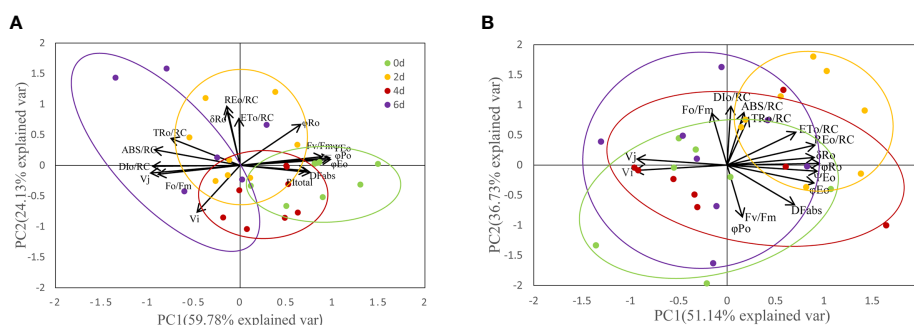 A
B
PC2(24.13% explained var)
2
1.5
1
0.5
0
-0.5
-1
-1.5
-2
0d
2d
4d
6d
REo/RC
δRo
ETo/RC
φRo
TRo/RC
ABS/RC
DIo/RC
Vj
Fo/Fm
Vi
Fv/Fm
φPo
φEo
DFabs
-2
-1.5
-1
-0.5
0
0.5
1
1.5
2
PC1(59.78% explained var)
PC2(36.73% explained var)
2
1.5
1
0.5
0
-0.5
-1
-1.5
-2
DIo/RC
Fo/Fm
ABS/RC
TRo/RC
ETo/RC
REo/RC
δRo
φRo
Vj
Vi
ΨEo
φEo
DFabs
Fv/Fm
φPo
-2
-1.5
-1
-0.5
0
0.5
1
1.5
PC1(51.14% explained var)